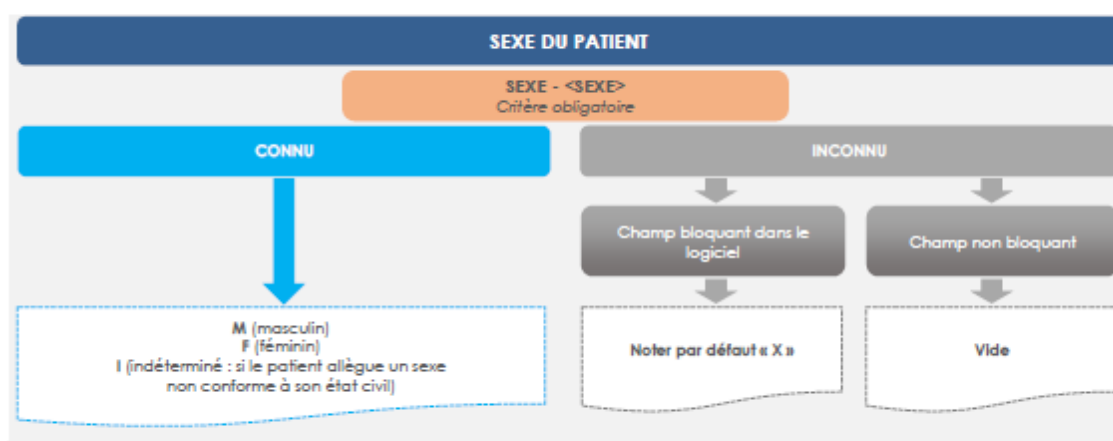 SEXE DU PATIENT
SEXE - <SEXE>
Critère obligatoire
CONNU
INCONNU
Champ bloquant dans le
logiciel
Champ non bloquant
M (masculin)
F (féminin)
I (indéterminé : si le patient allègue un sexe
non conforme à son état civil)
Noter par défaut « X »
Vide